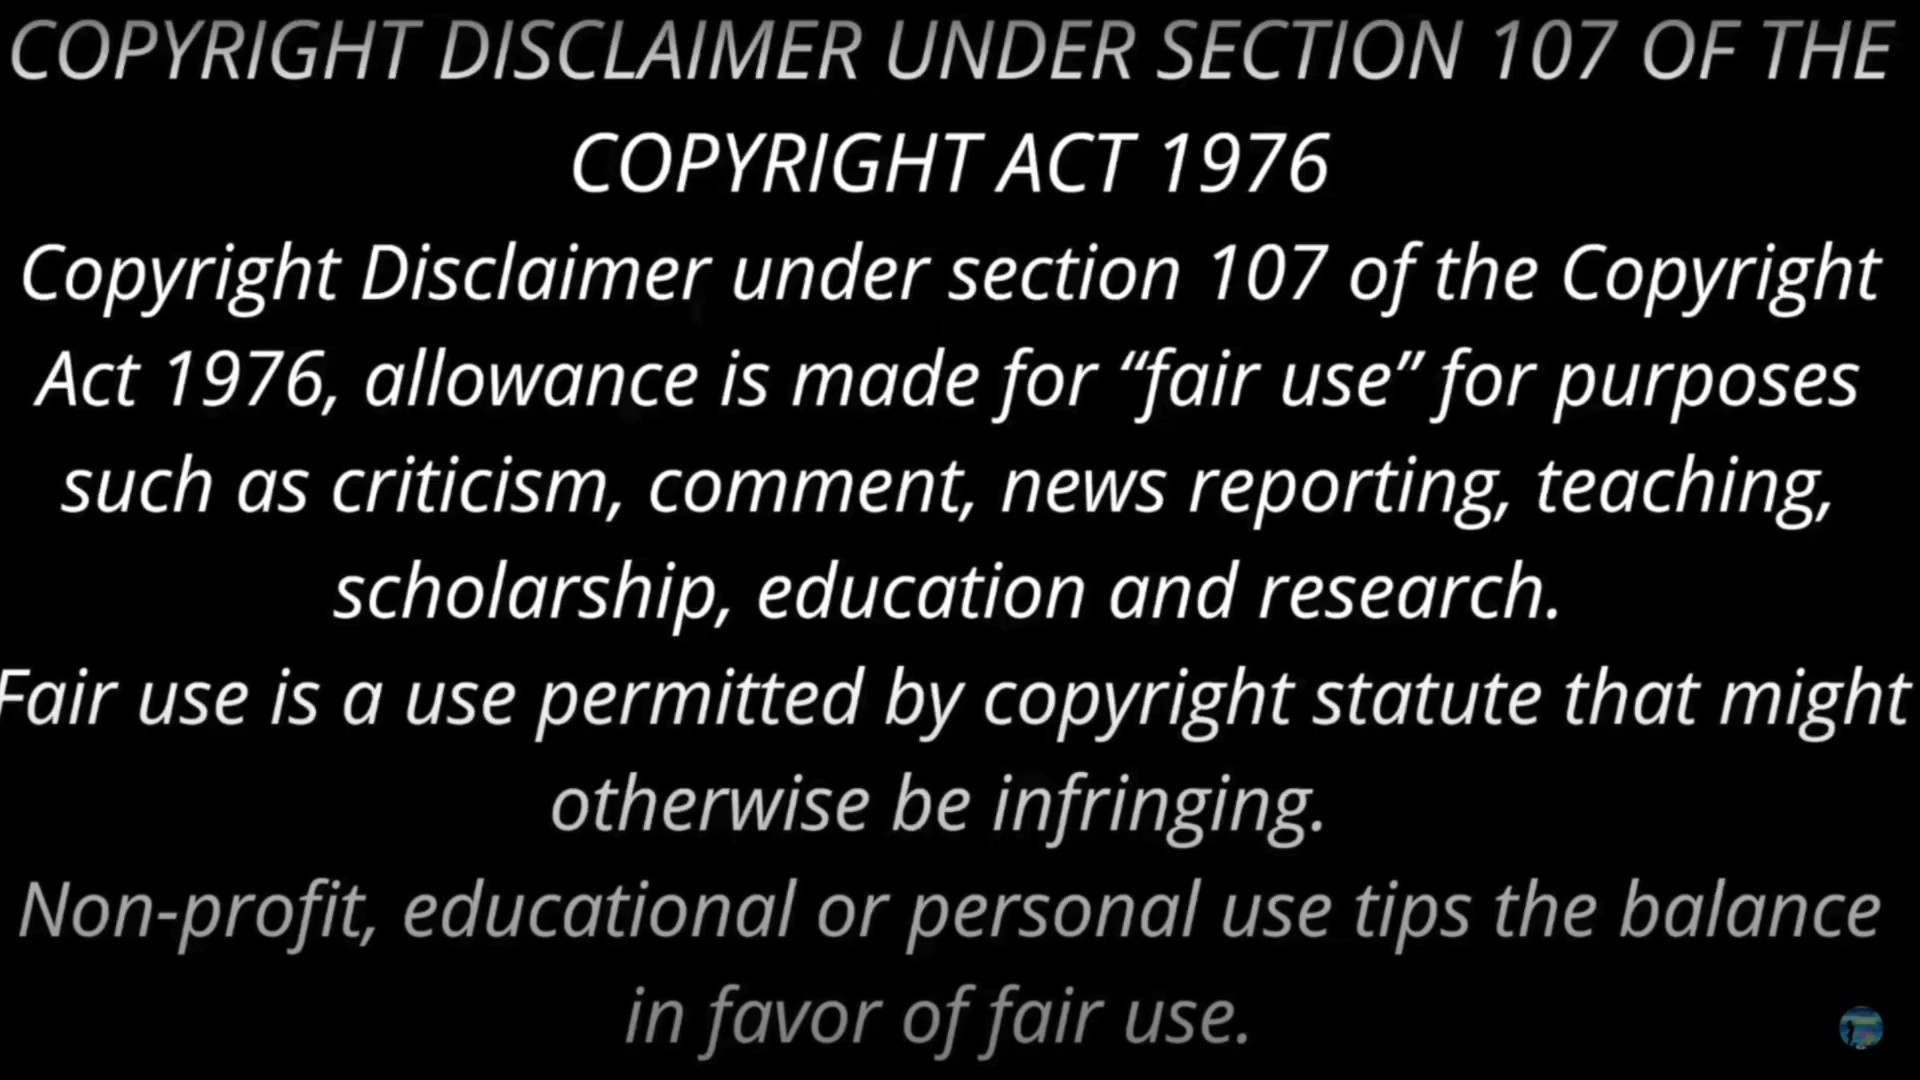 COPYRIGHT DISCLAIMER UNDER SECTION 107 OF THE
COPYRIGHT ACT 1976
Copyright Disclaimer under section 107 of the Copyright
Act 1976, allowance is made for “fair use” for purposes
such as criticism, comment, news reporting, teaching,
scholarship, education and research.
Fair use is a use permitted by copyright statute that might
otherwise be infringing.
Non-profit, educational or personal use tips the balance
in favor of fair use.